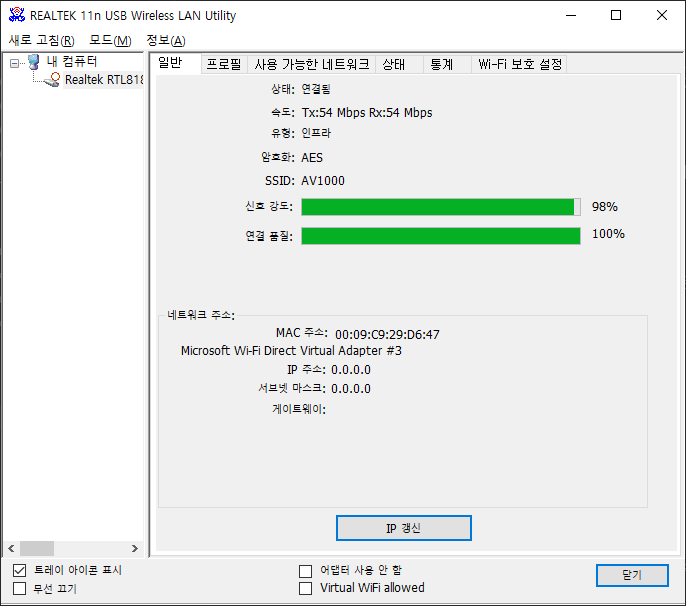 REALTEK 11n USB Wireless LAN Utility
새로 고침(R) 모드(M) 정보(A)
내 컴퓨터
Realtek RTL818
일반 프로필 사용 가능한 네트워크 상태 통계 Wi-Fi 보호 설정
상태: 연결됨
속도: Tx:54 Mbps Rx:54 Mbps
유형: 인프라
암호화: AES
SSID: AV1000
신호 강도: 98%
연결 품질: 100%
네트워크 주소:
MAC 주소: 00:09:C9:29:D6:47
Microsoft Wi-Fi Direct Virtual Adapter #3
IP 주소: 0.0.0.0
서브넷 마스크: 0.0.0.0
게이트웨이:
IP 갱신
트레이 아이콘 표시 어댑터 사용 안 함
무선 끄기 Virtual WiFi allowed
닫기